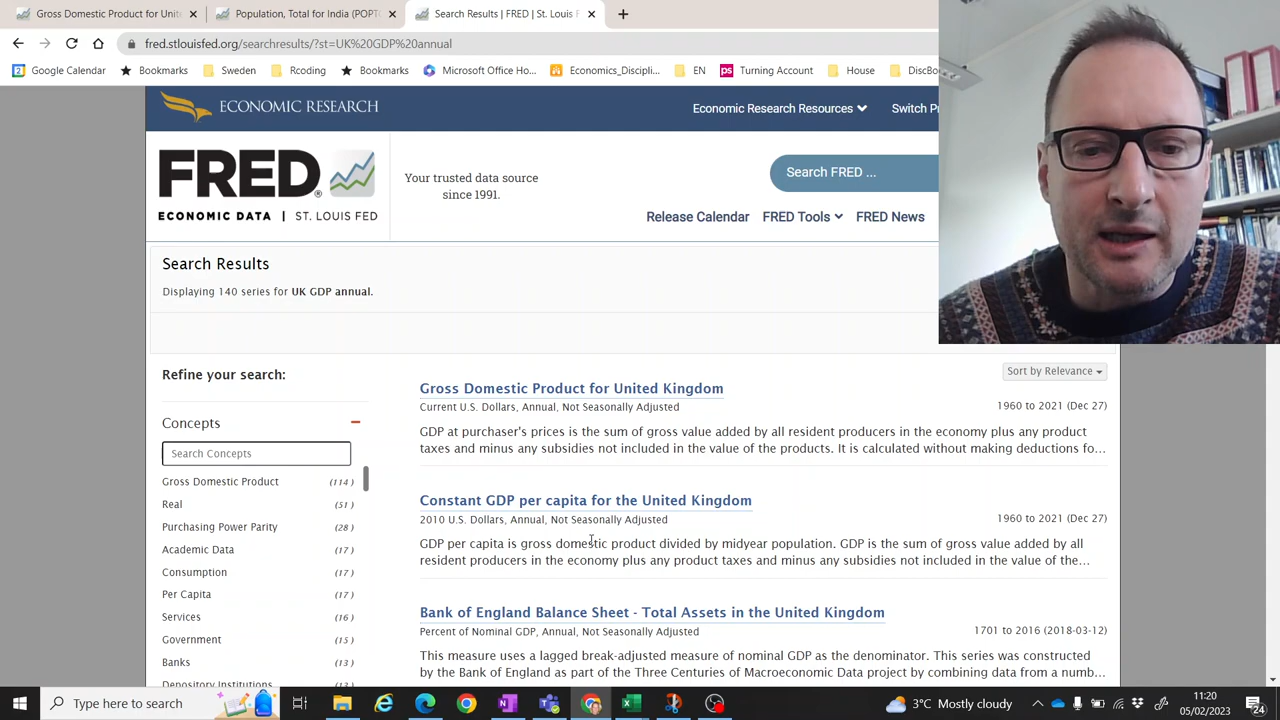 Gross Domestic Product for Unit
Population, Total for India (POPT
Search Results | FRED | St. Louis F
fred.stlouisfed.org/searchresults/?st=UK%20GDP%20annual
Google Calendar
Bookmarks
Sweden
Rcoding
Bookmarks
Microsoft Office Ho...
Economics_Discipli...
EN
Turning Account
House
DiscBo
ECONOMIC RESEARCH
Economic Research Resources
Switch Pr
FRED
ECONOMIC DATA | ST. LOUIS FED
Your trusted data source
since 1991.
Search FRED ...
Release Calendar
FRED Tools
FRED News
Search Results
Displaying 140 series for UK GDP annual.
Refine your search:
Sort by Relevance
Concepts
Search Concepts
Gross Domestic Product (114)
Real (51)
Purchasing Power Parity (28)
Academic Data (17)
Consumption (17)
Per Capita (17)
Services (16)
Government (15)
Banks (13)
Depository Institutions (13)
Gross Domestic Product for United Kingdom
Current U.S. Dollars, Annual, Not Seasonally Adjusted
1960 to 2021 (Dec 27)
GDP at purchaser's prices is the sum of gross value added by all resident producers in the economy plus any product
taxes and minus any subsidies not included in the value of the products. It is calculated without making deductions fo...
Constant GDP per capita for the United Kingdom
2010 U.S. Dollars, Annual, Not Seasonally Adjusted
1960 to 2021 (Dec 27)
GDP per capita is gross domestic product divided by midyear population. GDP is the sum of gross value added by all
resident producers in the economy plus any product taxes and minus any subsidies not included in the value of the...
Bank of England Balance Sheet - Total Assets in the United Kingdom
Percent of Nominal GDP, Annual, Not Seasonally Adjusted
1701 to 2016 (2018-03-12)
This measure uses a lagged break-adjusted measure of nominal GDP as the denominator. This series was constructed
by the Bank of England as part of the Three Centuries of Macroeconomic Data project by combining data from a numb...
Type here to search
3°C Mostly cloudy
11:20
05/02/2023
24